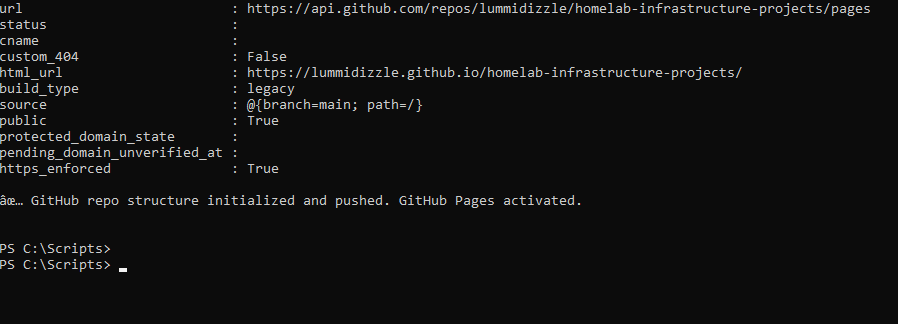 url : https://api.github.com/repos/lummidizzle/homelab-infrastructure-projects/pages
status :
cname :
custom_404 : False
html_url : https://lummidizzle.github.io/homelab-infrastructure-projects/
build_type : legacy
source : @{branch=main; path=/}
public : True
protected_domain_state :
pending_domain_unverified_at :
https_enforced : True
âœ… GitHub repo structure initialized and pushed. GitHub Pages activated.
PS C:\Scripts>
PS C:\Scripts>